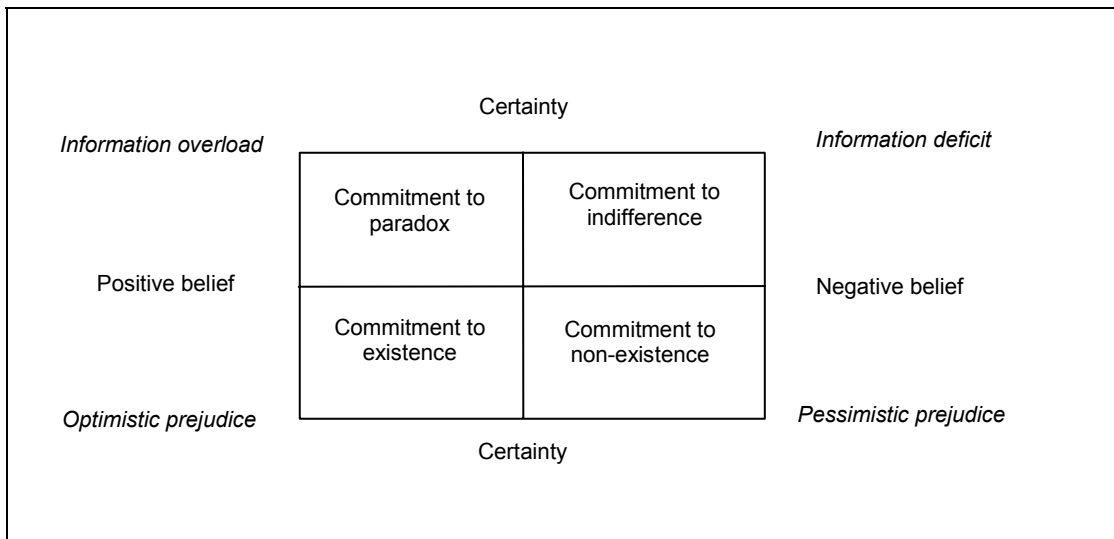 Certainty
Information overload
Information deficit
Commitment to
paradox
Commitment to
indifference
Positive belief
Negative belief
Commitment to
existence
Commitment to
non-existence
Optimistic prejudice
Pessimistic prejudice
Certainty